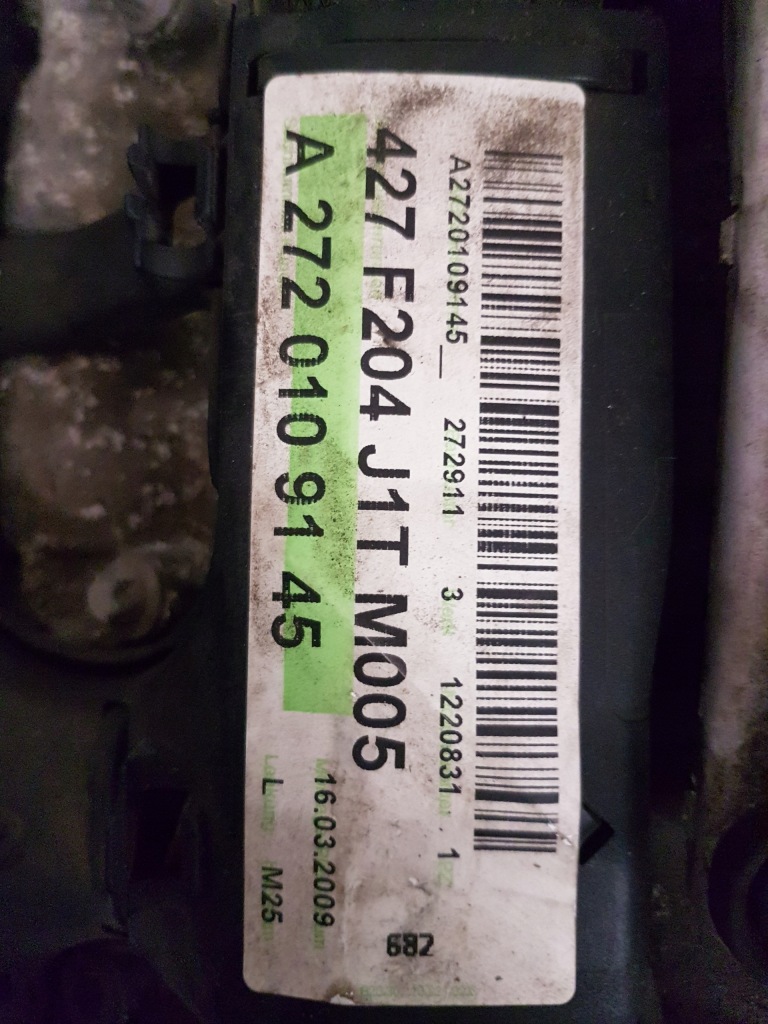 A2720109145_ 272911 3 1220831 1
427 F204 J1T M005
A 272 010 91 45
16.03.2009
L M25
682